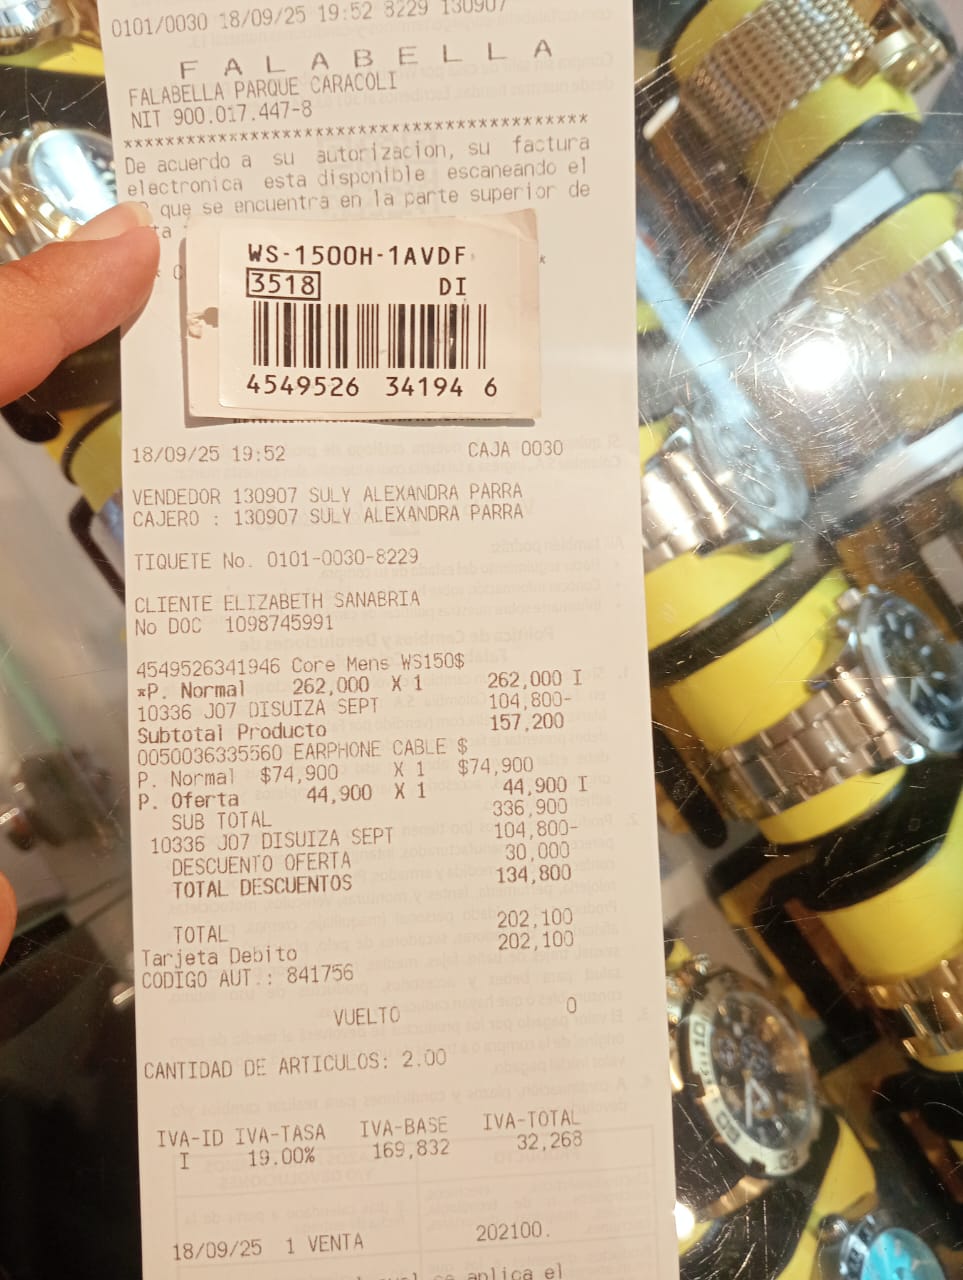 0101/0030 18/09/25 19:52 8229 130907
F A L A B E L L A
FALABELLA PARQUE CARACOLI
NIT 900.017.447-8
******************************************
De acuerdo a su autorizacion, su factura
electronica esta disponible escaneando el
que se encuentra en la parte superior de
WS-1500H-1AVDF
3518 DI
4549526 34194 6
18/09/25 19:52 CAJA 0030
VENDEDOR 130907 SULY ALEXANDRA PARRA
CAJERO : 130907 SULY ALEXANDRA PARRA
TIQUETE No. 0101-0030-8229
CLIENTE ELIZABETH SANABRIA
No DOC 1098745991
4549526341946 Core Mens WS150$
*P. Normal 262,000 X 1 262,000 I
10336 J07 DISUIZA SEPT 104,800-
Subtotal Producto 157,200
0050036335560 EARPHONE CABLE $
P. Normal $74,900 X 1 $74,900
P. Oferta 44,900 X 1 44,900 I
SUB TOTAL 336,900
10336 J07 DISUIZA SEPT 104,800-
DESCUENTO OFERTA 30,000
TOTAL DESCUENTOS 134,800
TOTAL 202,100
Tarjeta Debito 202,100
CODIGO AUT.: 841756
VUELTO 0
CANTIDAD DE ARTICULOS: 2.00
IVA-ID IVA-TASA IVA-BASE IVA-TOTAL
I 19.00% 169,832 32,268
18/09/25 1 VENTA 202100.
aplica el